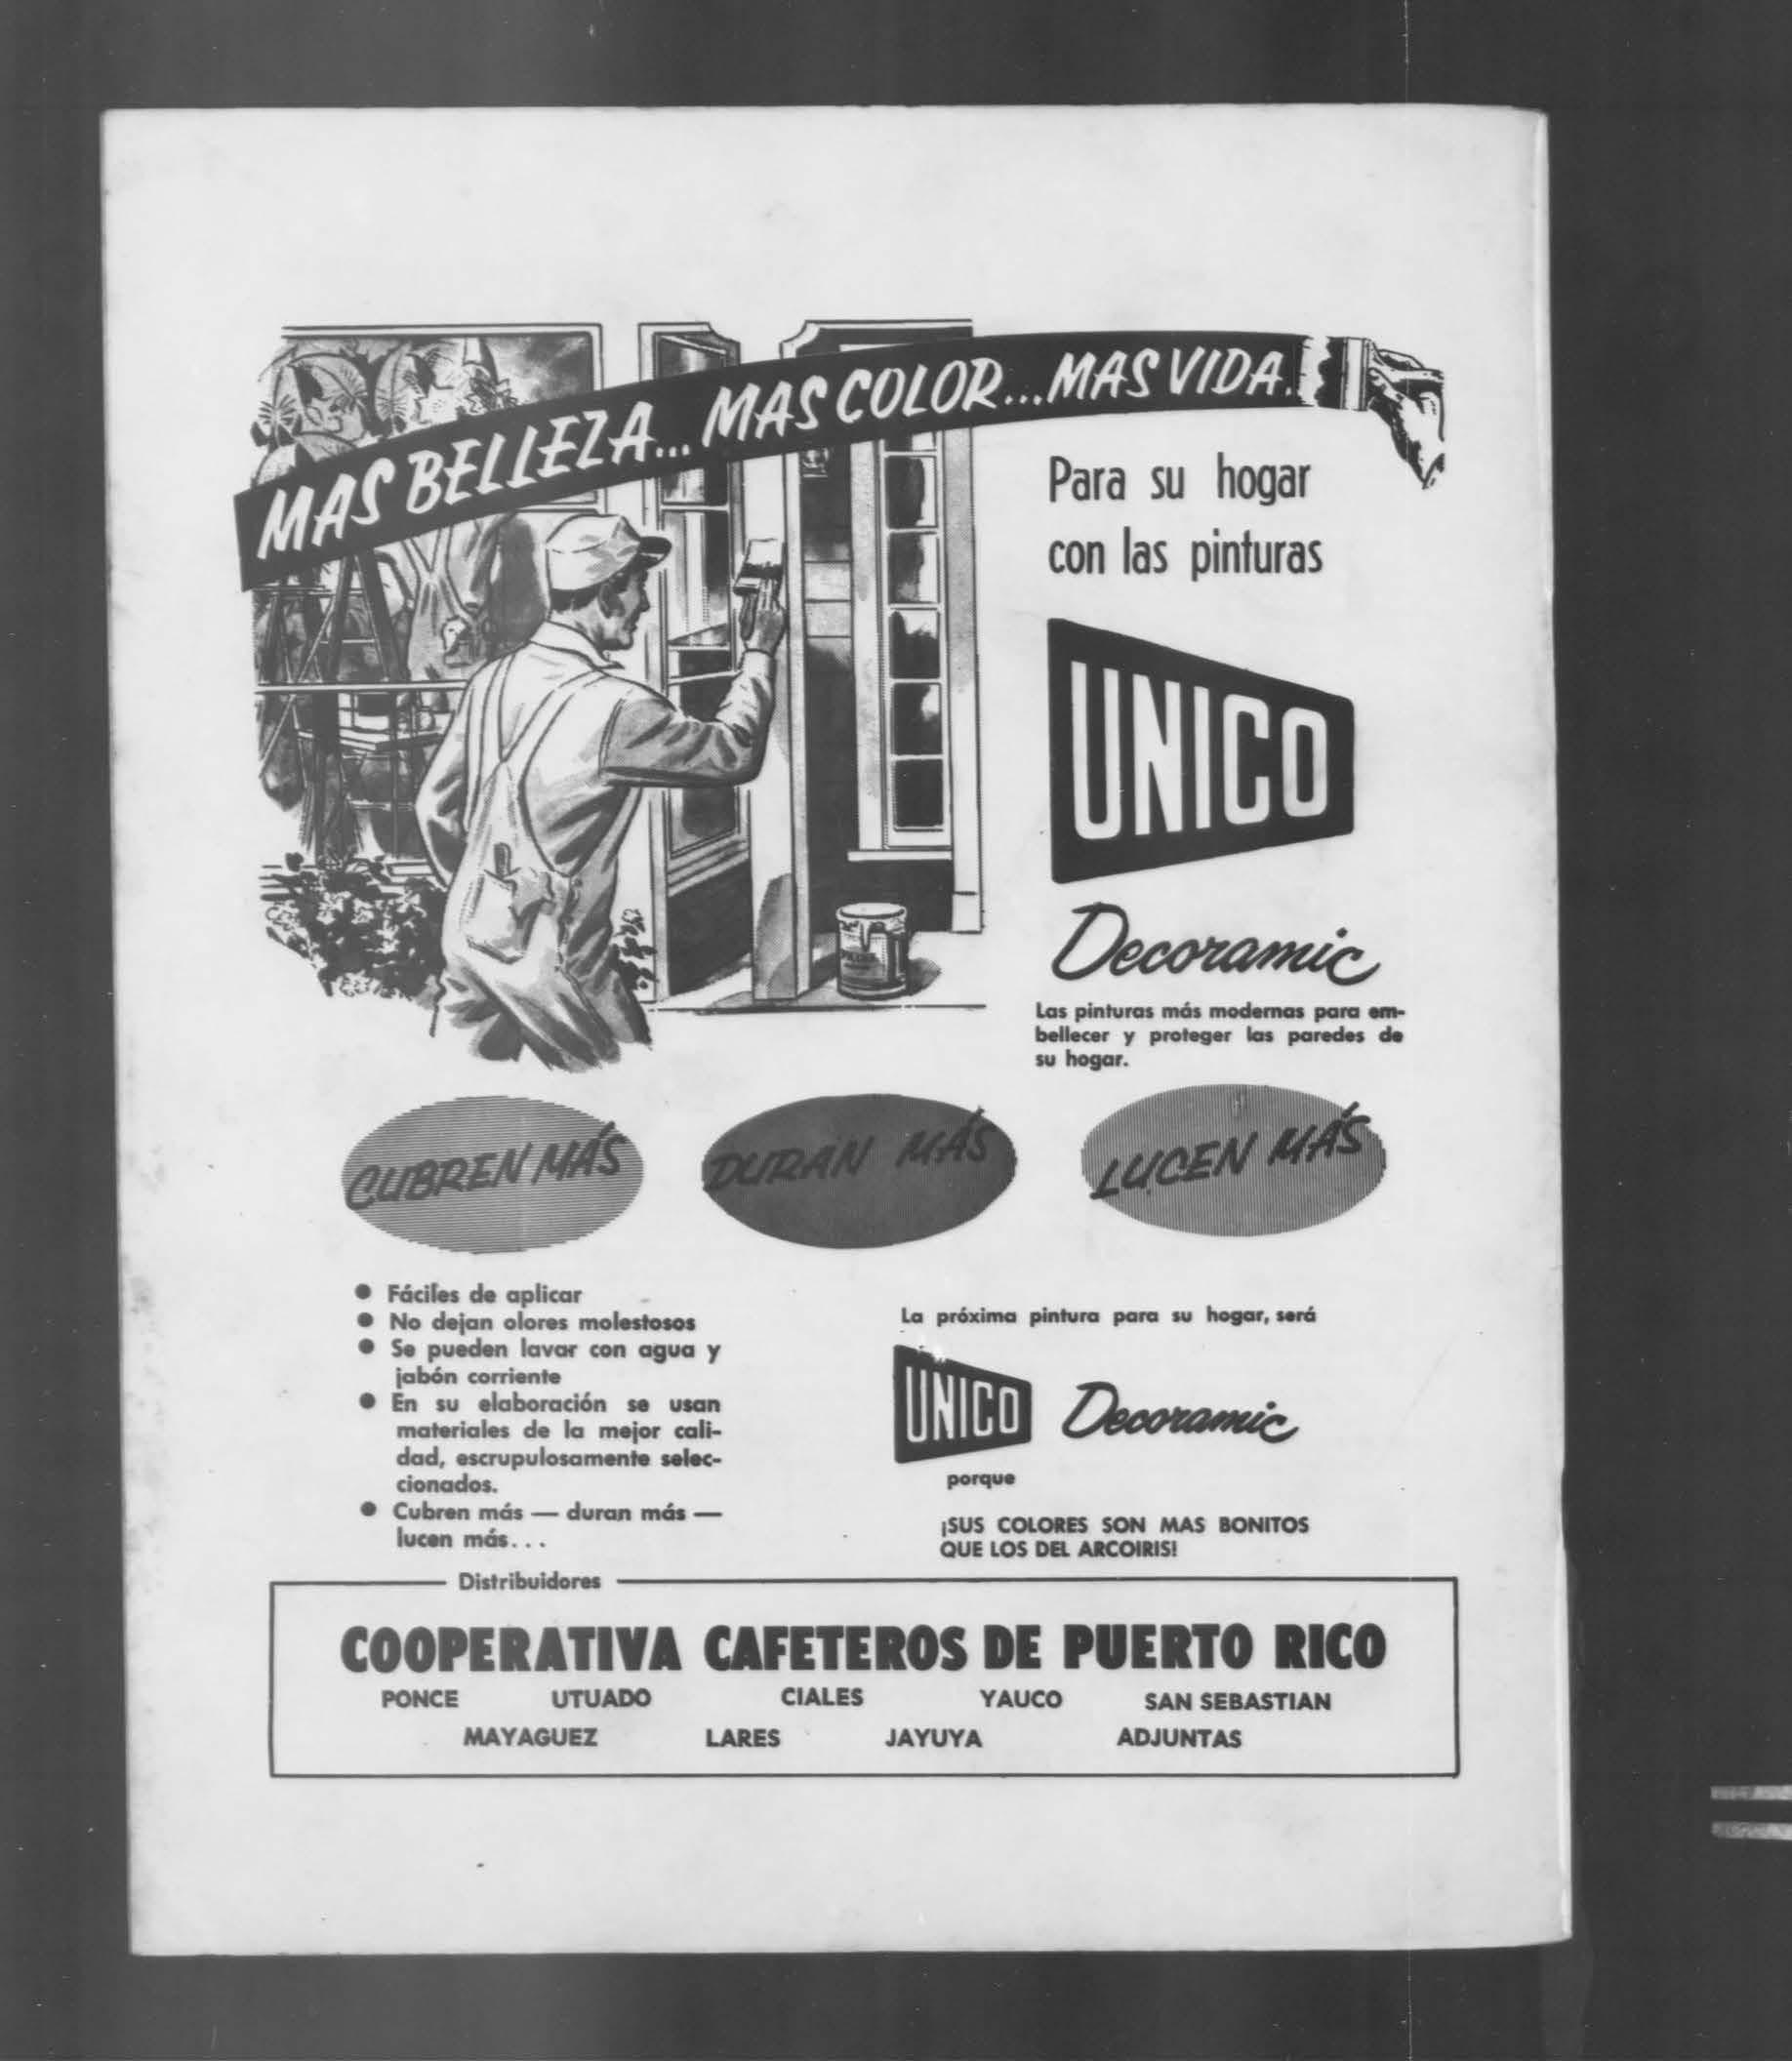 MAS BELLEZA... MAS COLOR...MAS VIDA.
Para su hogar
con las pinturas
UNICO
Decoramic
Las pinturas más modernas para em-
bellecer y proteger las paredes de
su hogar.
CUBREN MÁS
DURAN MÁS
LUCEN MÁS
● Fáciles de aplicar
● No dejan olores molestosos
● Se pueden lavar con agua y
jabón corriente
● En su elaboración se usan
materiales de la mejor cali-
dad, escrupulosamente selec-
cionados.
● Cubren más — duran más —
lucen más...
La próxima pintura para su hogar, será
UNICO Decoramic
porque
¡SUS COLORES SON MAS BONITOS
QUE LOS DEL ARCOIRIS!
Distribuidores
COOPERATIVA CAFETEROS DE PUERTO RICO
PONCE UTUADO CIALES YAUCO SAN SEBASTIAN
MAYAGUEZ LARES JAYUYA ADJUNTAS